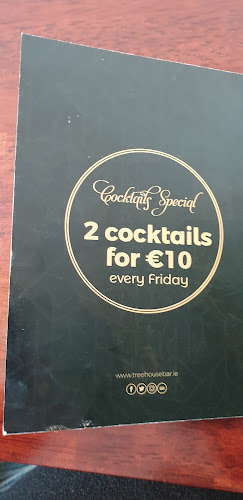 Cocktails Special
2 cocktails
for €10
every Friday
www.treehousebar.ie